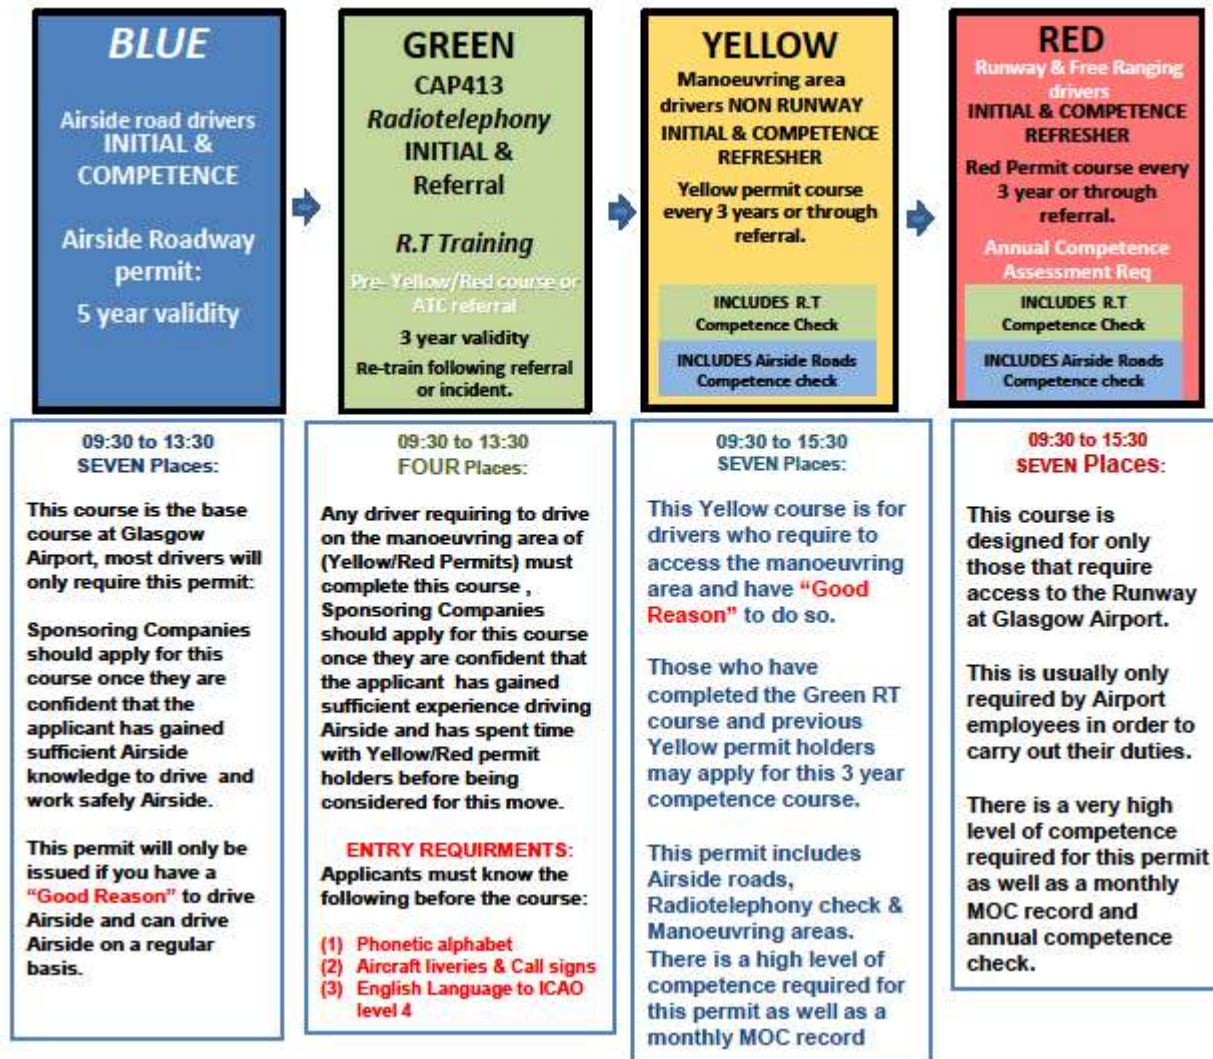 BLUE
Airside road drivers
INITIAL &
COMPETENCE
Airside Roadway
permit:
5 year validity
GREEN
CAP413
Radiotelephony
INITIAL &
Referral
R.T Training
Pre- Yellow/Red course or
ATC referral
3 year validity
Re-train following referral
or incident.
YELLOW
Manoeuvring area
drivers NON RUNWAY
INITIAL & COMPETENCE
REFRESHER
Yellow permit course
every 3 years or through
referral.
INCLUDES R.T
Competence Check
INCLUDES Airside Roads
Competence check
RED
Runway & Free Ranging
drivers
INITIAL & COMPETENCE
REFRESHER
Red Permit course every
3 year or through
referral.
Annual Competence
Assessment Req
INCLUDES R.T
Competence Check
INCLUDES Airside Roads
Competence check
09:30 to 13:30
SEVEN Places:
This course is the base
course at Glasgow
Airport, most drivers will
only require this permit:
Sponsoring Companies
should apply for this
course once they are
confident that the
applicant has gained
sufficient Airside
knowledge to drive and
work safely Airside.
This permit will only be
issued if you have a
“Good Reason” to drive
Airside and can drive
Airside on a regular
basis.
09:30 to 13:30
FOUR Places:
Any driver requiring to drive
on the manoeuvring area of
(Yellow/Red Permits) must
complete this course ,
Sponsoring Companies
should apply for this course
once they are confident that
the applicant has gained
sufficient experience driving
Airside and has spent time
with Yellow/Red permit
holders before being
considered for this move.
ENTRY REQUIRMENTS:
Applicants must know the
following before the course:
(1) Phonetic alphabet
(2) Aircraft liveries & Call signs
(3) English Language to ICAO
level 4
09:30 to 15:30
SEVEN Places:
This Yellow course is for
drivers who require to
access the manoeuvring
area and have “Good
Reason” to do so.
Those who have
completed the Green RT
course and previous
Yellow permit holders
may apply for this 3 year
competence course.
This permit includes
Airside roads,
Radiotelephony check &
Manoeuvring areas.
There is a high level of
competence required for
this permit as well as a
monthly MOC record
09:30 to 15:30
SEVEN Places:
This course is
designed for only
those that require
access to the Runway
at Glasgow Airport.
This is usually only
required by Airport
employees in order to
carry out their duties.
There is a very high
level of competence
required for this permit
as well as a monthly
MOC record and
annual competence
check.